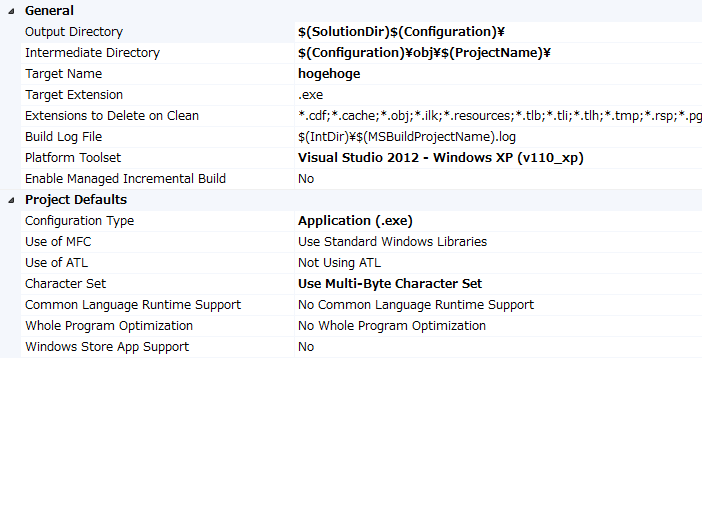 General
Output Directory $(SolutionDir)$(Configuration)¥
Intermediate Directory $(Configuration)¥obj¥$(ProjectName)¥
Target Name hogehoge
Target Extension .exe
Extensions to Delete on Clean *.cdf;*.cache;*.obj;*.ilk;*.resources;*.tlb;*.tli;*.tlh;*.tmp;*.rsp;*.pg
Build Log File $(IntDir)¥$(MSBuildProjectName).log
Platform Toolset Visual Studio 2012 - Windows XP (v110_xp)
Enable Managed Incremental Build No
Project Defaults
Configuration Type Application (.exe)
Use of MFC Use Standard Windows Libraries
Use of ATL Not Using ATL
Character Set Use Multi-Byte Character Set
Common Language Runtime Support No Common Language Runtime Support
Whole Program Optimization No Whole Program Optimization
Windows Store App Support No